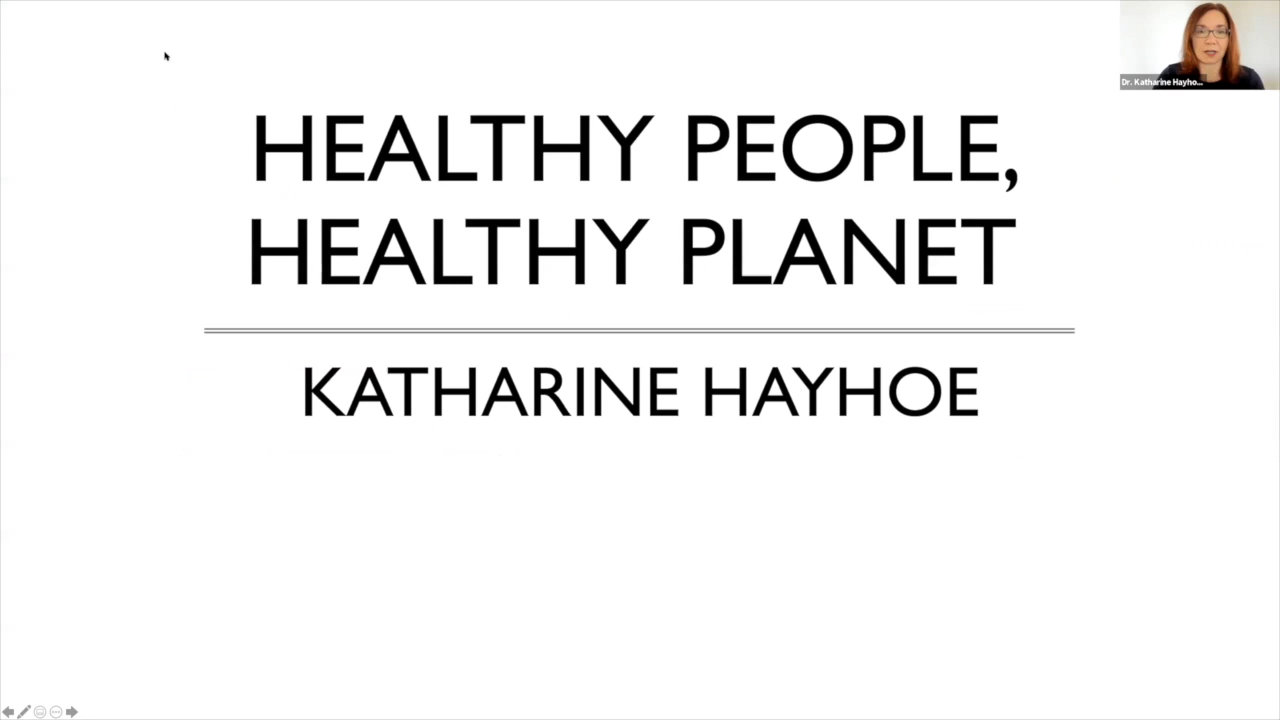 Dr. Katharine Hayho...
HEALTHY PEOPLE,
HEALTHY PLANET
KATHARINE HAYHOE